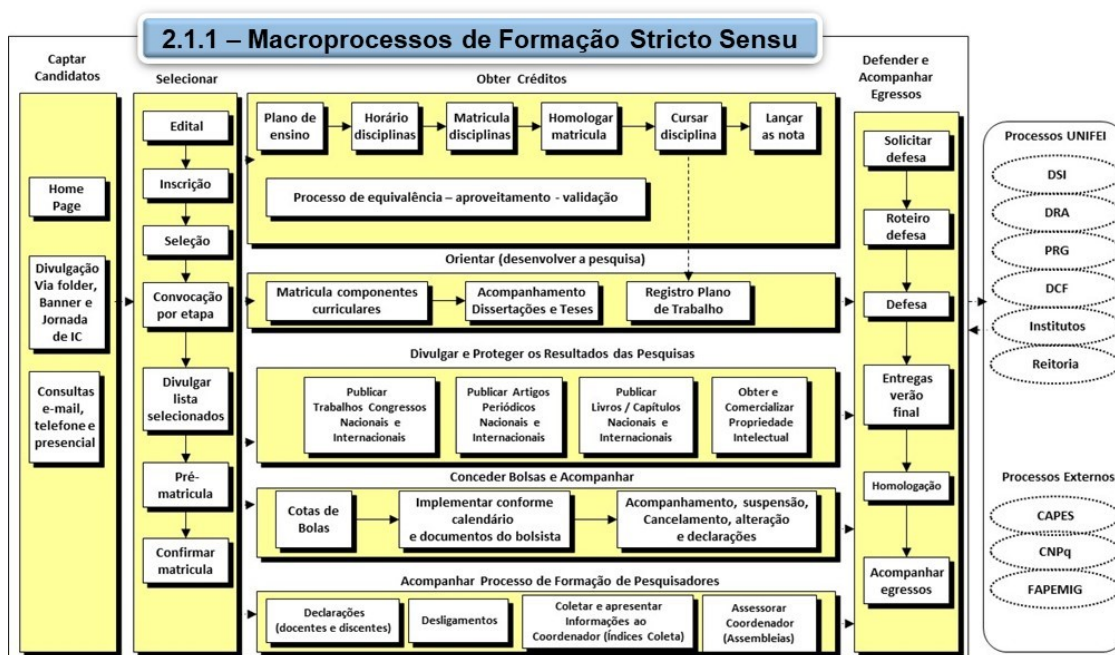 2.1.1 – Macroprocessos de Formação Stricto Sensu
Captar
Candidatos
Home
Page
Divulgação
Via folder,
Banner e
Jornada
de IC
Consultas
e-mail,
telefone e
presencial
Selecionar
Edital
Inscrição
Seleção
Convocação
por etapa
Divulgar
lista
selecionados
Pré-
matricula
Confirmar
matricula
Obter Créditos
Plano de
ensino
Horário
disciplinas
Matricula
disciplinas
Homologar
matricula
Cursar
disciplina
Lançar
as nota
Processo de equivalência – aproveitamento - validação
Orientar (desenvolver a pesquisa)
Matricula componentes
curriculares
Acompanhamento
Dissertações e Teses
Registro Plano
de Trabalho
Divulgar e Proteger os Resultados das Pesquisas
Publicar
Trabalhos Congressos
Nacionais e
Internacionais
Publicar Artigos
Periódicos
Nacionais e
Internacionais
Publicar
Livros / Capítulos
Nacionais e
Internacionais
Obter e
Comercializar
Propriedade
Intelectual
Conceder Bolsas e Acompanhar
Cotas de
Bolas
Implementar conforme
calendário
e documentos do bolsista
Acompanhamento, suspensão,
Cancelamento, alteração
e declarações
Acompanhar Processo de Formação de Pesquisadores
Declarações
(docentes e discentes)
Desligamentos
Coletar e apresentar
Informações ao
Coordenador (Índices Coleta)
Assessorar
Coordenador
(Assembleias)
Defender e
Acompanhar
Egressos
Solicitar
defesa
Roteiro
defesa
Defesa
Entregas
verão
final
Homologação
Acompanhar
egressos
Processos UNIFEI
DSI
DRA
PRG
DCF
Institutos
Reitoria
Processos Externos
CAPES
CNPq
FAPEMIG